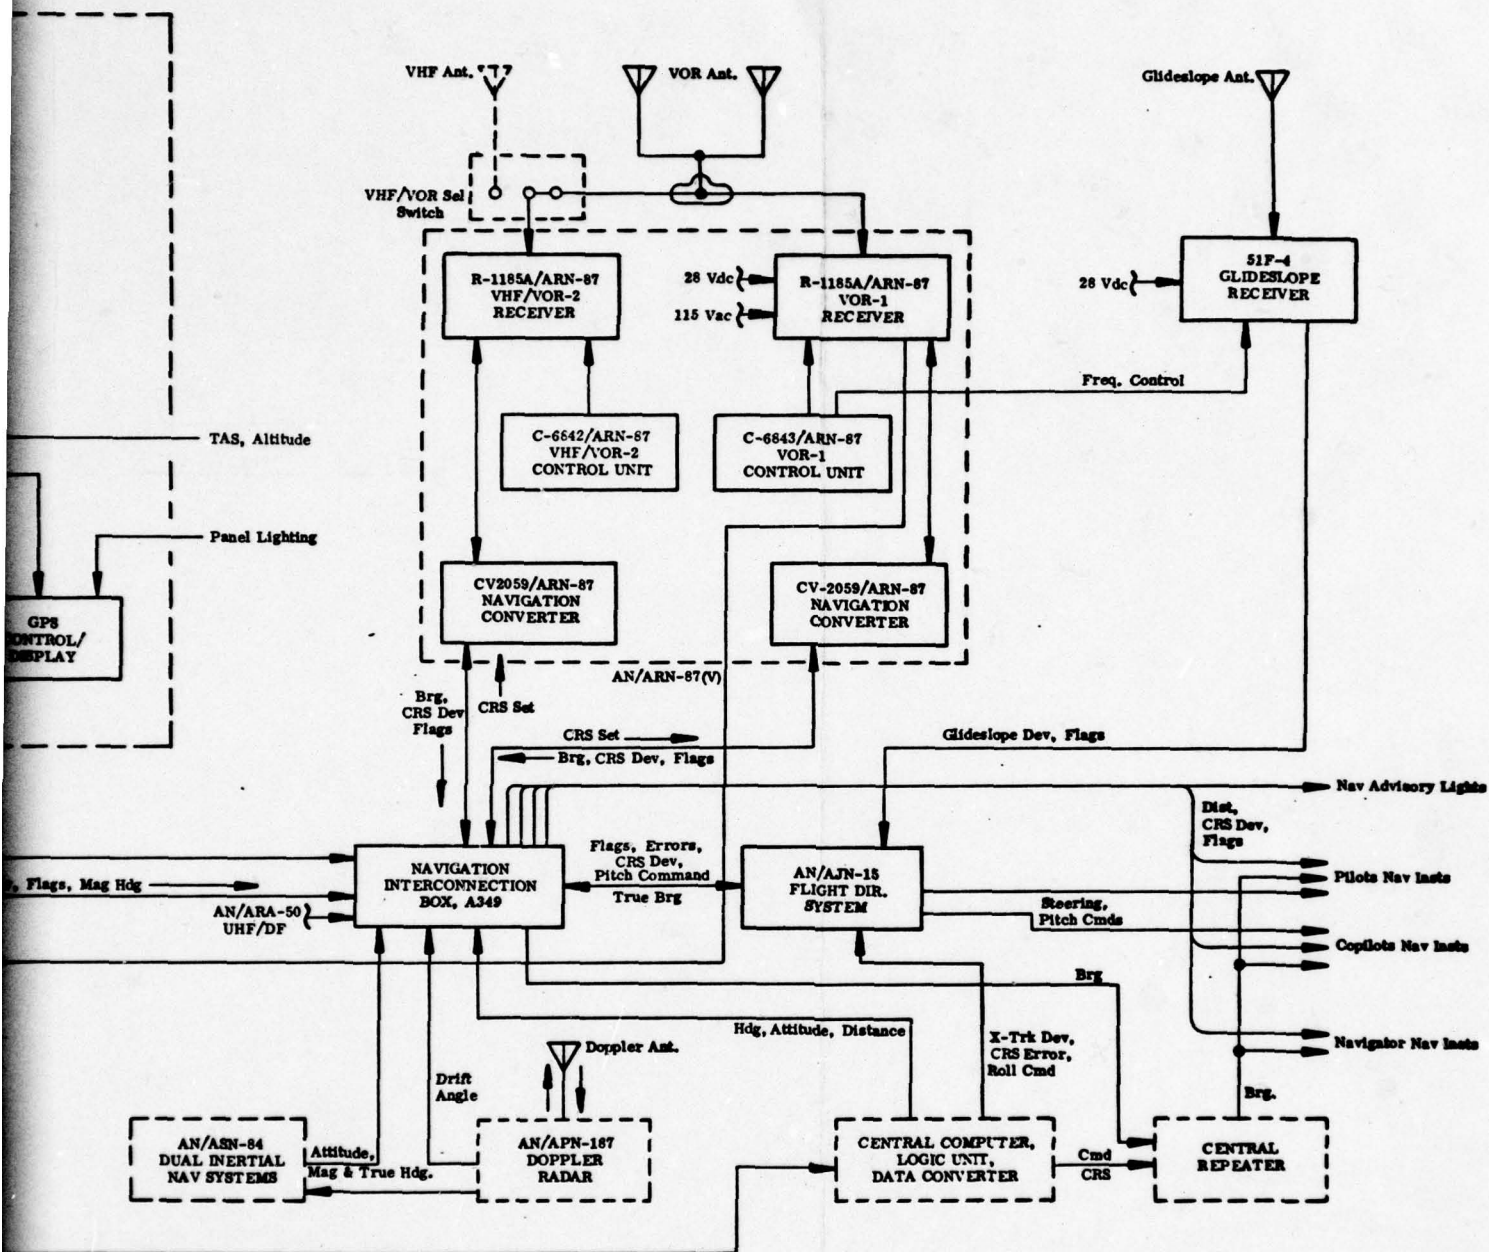 VHF Ant.
VOR Ant.
Glideslope Ant.
VHF/VOR Sel
Switch
R-1185A/ARN-87
VHF/VOR-2
RECEIVER
28 Vdc
115 Vac
R-1185A/ARN-87
VOR-1
RECEIVER
28 Vdc
51F-4
GLIDESLOPE
RECEIVER
Freq. Control
TAS, Altitude
C-6842/ARN-87
VHF/VOR-2
CONTROL UNIT
C-6843/ARN-87
VOR-1
CONTROL UNIT
Panel Lighting
GPS
ONTROL/
DISPLAY
CV2059/ARN-87
NAVIGATION
CONVERTER
CV-2059/ARN-87
NAVIGATION
CONVERTER
AN/ARN-87(V)
Brg,
CRS Dev
Flags
CRS Set
CRS Set
Brg, CRS Dev, Flags
Glideslope Dev, Flags
Nav Advisory Lights
Dist,
CRS Dev,
Flags
NAVIGATION
INTERCONNECTION
BOX, A349
Flags, Errors,
CRS Dev,
Pitch Command
True Brg
AN/AJN-15
FLIGHT DIR.
SYSTEM
Flags, Mag Hdg
AN/ARA-50
UHF/DF
Steering,
Pitch Cmds
Pilots Nav Insts
Copilots Nav Insts
Brg
Hdg, Attitude, Distance
X-Trk Dev,
CRS Error,
Roll Cmd
Navigator Nav Insts
Doppler Ant.
Drift
Angle
Brg.
AN/ASN-84
DUAL INERTIAL
NAV SYSTEMS
Attitude,
Mag & True Hdg.
AN/APN-187
DOPPLER
RADAR
CENTRAL COMPUTER,
LOGIC UNIT,
DATA CONVERTER
Cmd
CRS
CENTRAL
REPEATER